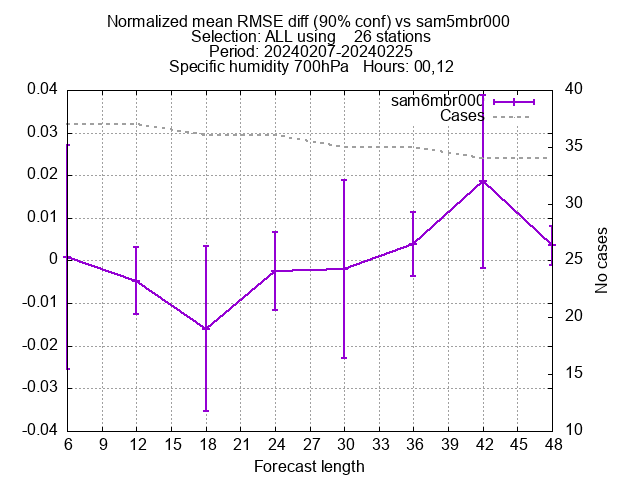 Normalized mean RMSE diff (90% conf) vs sam5mbr000
Selection: ALL using    26 stations
Period: 20240207-20240225
Specific humidity 700hPa   Hours: 00,12
sam6mbr000
Cases
0.04
0.03
0.02
0.01
0
-0.01
-0.02
-0.03
-0.04
40
35
30
25
20
15
10
No cases
6 12 15 18 21 24 27 30 33 36 39 42 45 48
Forecast length